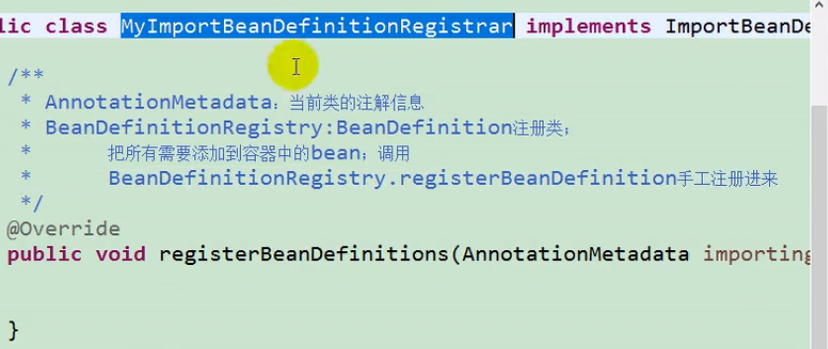 lic class MyImportBeanDefinitionRegistrar implements ImportBeanDe
/**
* AnnotationMetadata：当前类的注解信息
* BeanDefinitionRegistry:BeanDefinition注册类；
* 把所有需要添加到容器中的bean；调用
* BeanDefinitionRegistry.registerBeanDefinition手工注册进来
*/
@Override
public void registerBeanDefinitions(AnnotationMetadata importing
}